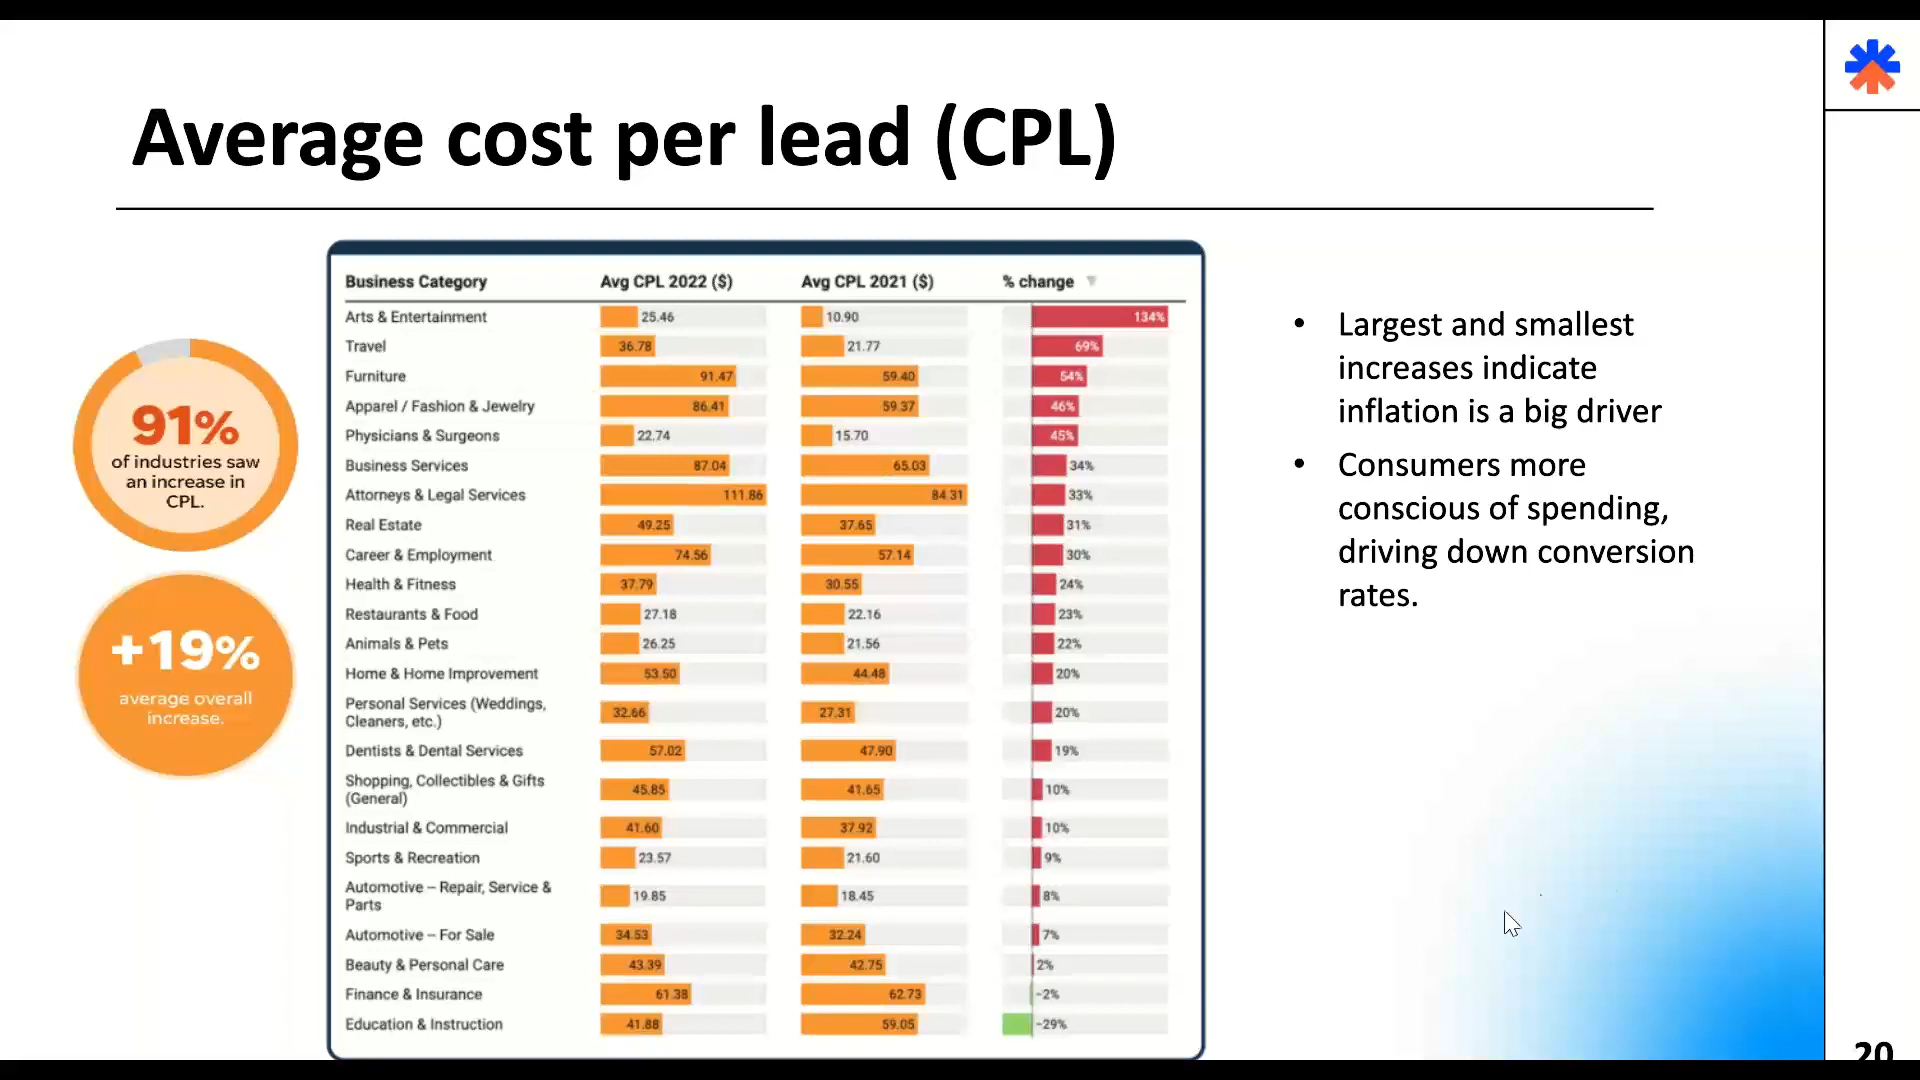 Average cost per lead (CPL)
91%
of industries saw
an increase in
CPL.
+19%
average overall
increase.
Business Category Avg CPL 2022 ($) Avg CPL 2021 ($) % change
Arts & Entertainment 25.46 10.90 134%
Travel 36.78 21.77 69%
Furniture 91.47 59.40 54%
Apparel / Fashion & Jewelry 86.41 59.37 46%
Physicians & Surgeons 22.74 15.70 45%
Business Services 87.04 65.03 34%
Attorneys & Legal Services 111.86 84.31 33%
Real Estate 49.25 37.65 31%
Career & Employment 74.56 57.14 30%
Health & Fitness 37.79 30.55 24%
Restaurants & Food 27.18 22.16 23%
Animals & Pets 26.25 21.56 22%
Home & Home Improvement 53.50 44.48 20%
Personal Services (Weddings,
Cleaners, etc.) 32.66 27.31 20%
Dentists & Dental Services 57.02 47.90 19%
Shopping, Collectibles & Gifts
(General) 45.85 41.65 10%
Industrial & Commercial 41.60 37.92 10%
Sports & Recreation 23.57 21.60 9%
Automotive – Repair, Service &
Parts 19.85 18.45 8%
Automotive – For Sale 34.53 32.24 7%
Beauty & Personal Care 43.39 42.75 2%
Finance & Insurance 61.38 62.73 -2%
Education & Instruction 41.88 59.05 -29%
• Largest and smallest
increases indicate
inflation is a big driver
• Consumers more
conscious of spending,
driving down conversion
rates.
20